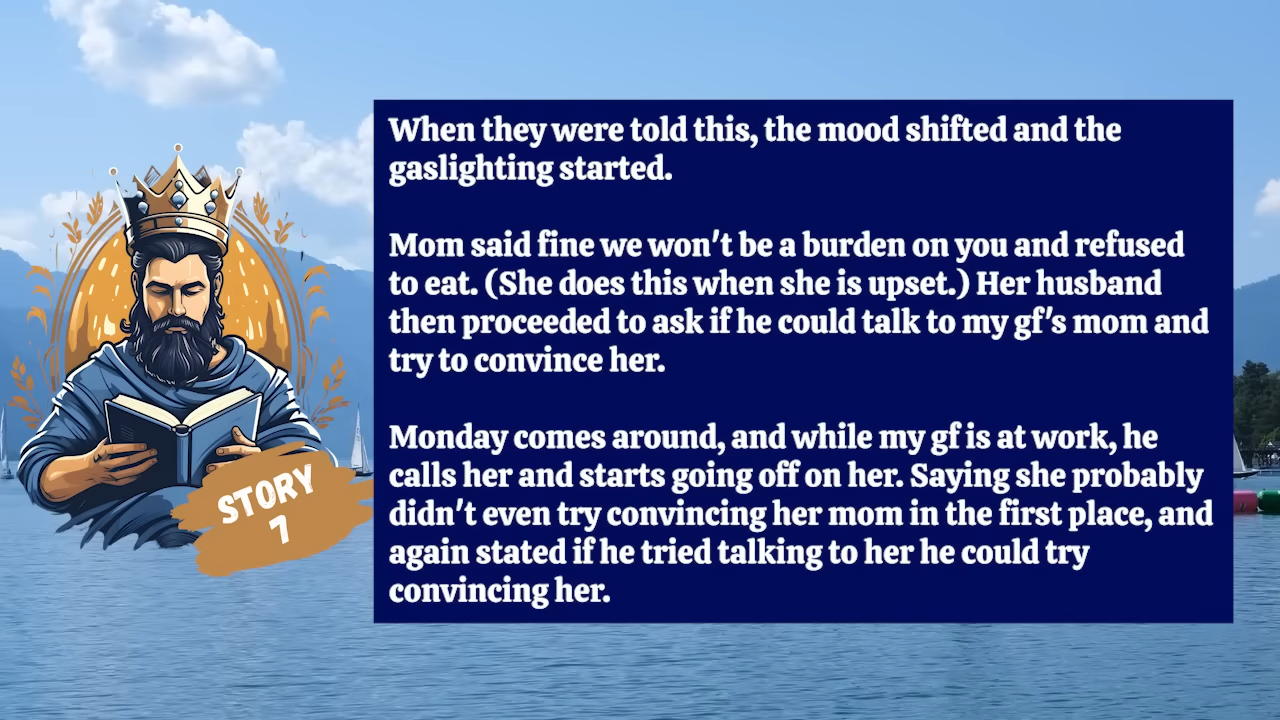 When they were told this, the mood shifted and the
gaslighting started.
Mom said fine we won't be a burden on you and refused
to eat. (She does this when she is upset.) Her husband
then proceeded to ask if he could talk to my gf's mom and
try to convince her.
Monday comes around, and while my gf is at work, he
calls her and starts going off on her. Saying she probably
didn't even try convincing her mom in the first place, and
again stated if he tried talking to her he could try
convincing her.
STORY
7